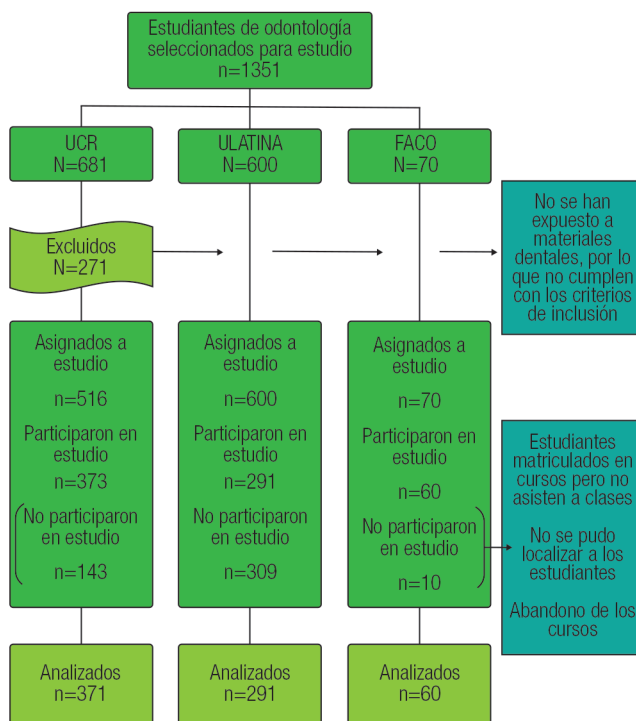 Estudiantes de odontología
seleccionados para estudio
n=1351
UCR
N=681
ULATINA
N=600
FACO
N=70
Excluidos
N=271
No se han
expuesto a
materiales
dentales, por lo
que no cumplen
con los criterios
de inclusión
Asignados a
estudio
n=516
Participaron en
estudio
n=373
No participaron
en estudio
n=143
Asignados a
estudio
n=600
Participaron en
estudio
n=291
No participaron
en estudio
n=309
Asignados a
estudio
n=70
Participaron en
estudio
n=60
No participaron
en estudio
n=10
Estudiantes
matriculados en
cursos pero no
asisten a clases
No se pudo
localizar a los
estudiantes
Abandono de los
cursos
Analizados
n=371
Analizados
n=291
Analizados
n=60